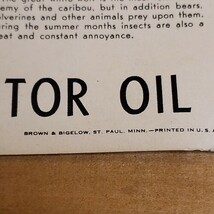 emy of the caribou, but in addition bears,
olverines and other animals prey upon them.
uring the summer months insects are also a
eat and constant annoyance.
TOR OIL
BROWN & BIGELOW, ST. PAUL, MINN.—PRINTED IN U.S.A